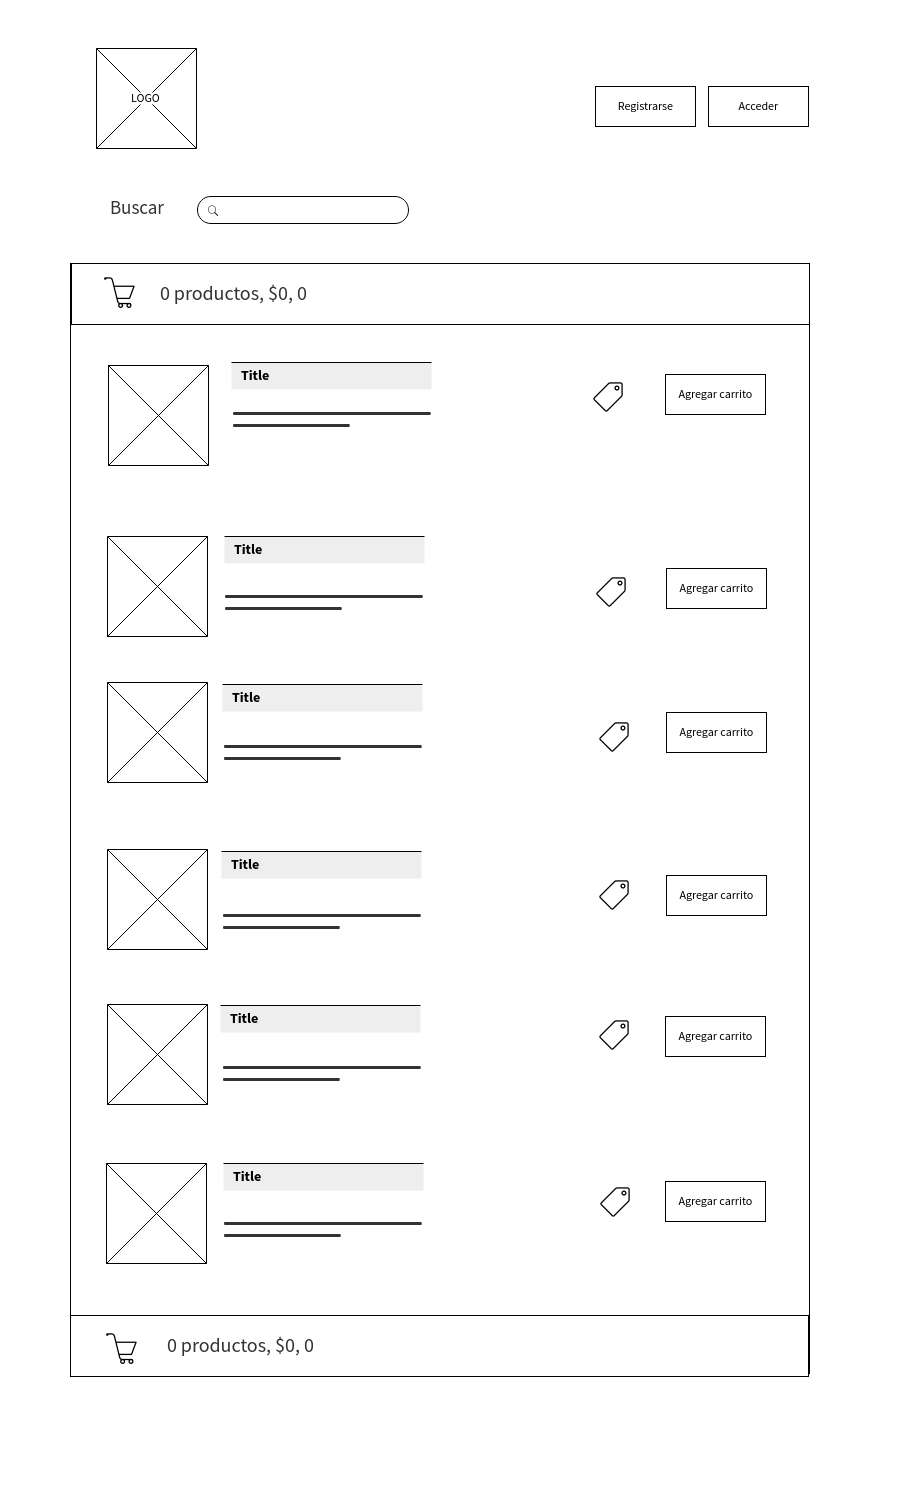 LOGO
Registrarse
Acceder
Buscar
0 productos, $0, 0
Title
Agregar carrito
Title
Agregar carrito
Title
Agregar carrito
Title
Agregar carrito
Title
Agregar carrito
Title
Agregar carrito
0 productos, $0, 0